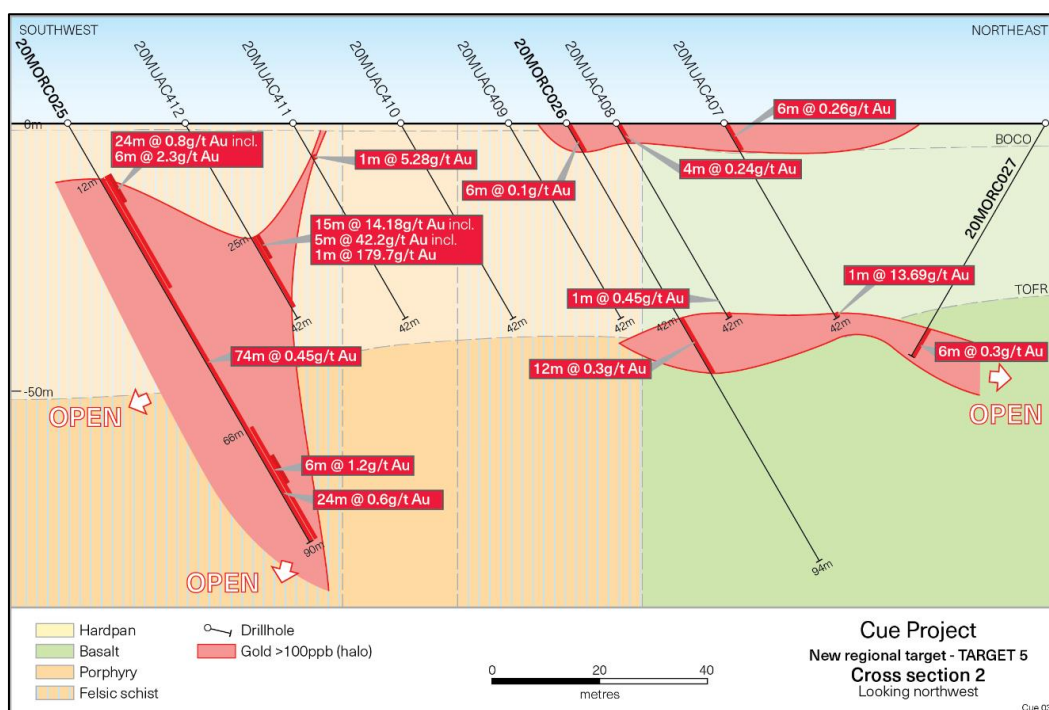 SOUTHWEST
NORTHEAST
20MORC025
20MUAC412
20MUAC411
20MUAC410
20MUAC409
20MORC026
20MUAC408
20MUAC407
20MORC027
0m
BOCO
24m @ 0.8g/t Au incl.
6m @ 2.3g/t Au
1m @ 5.28g/t Au
6m @ 0.26g/t Au
4m @ 0.24g/t Au
6m @ 0.1g/t Au
12m
15m @ 14.18g/t Au incl.
5m @ 42.2g/t Au incl.
1m @ 179.7g/t Au
25m
1m @ 0.45g/t Au
1m @ 13.69g/t Au
TOFR
42m
42m
42m
42m
42m
42m
42m
74m @ 0.45g/t Au
12m @ 0.3g/t Au
6m @ 0.3g/t Au
-50m
OPEN
OPEN
66m
6m @ 1.2g/t Au
24m @ 0.6g/t Au
90m
94m
OPEN
Hardpan
Basalt
Porphyry
Felsic schist
Drillhole
Gold >100ppb (halo)
0 20 40
metres
Cue Project
New regional target - TARGET 5
Cross section 2
Looking northwest
Cue 03